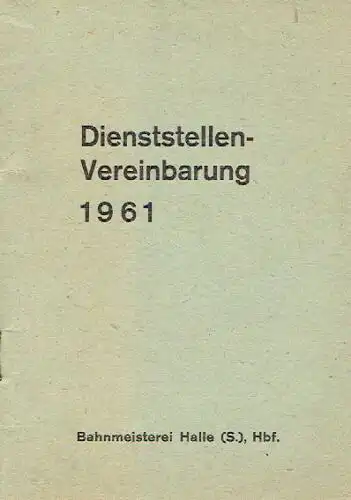 Dienststellen-
Vereinbarung
1961
Bahnmeisterei Halle (S.), Hbf.